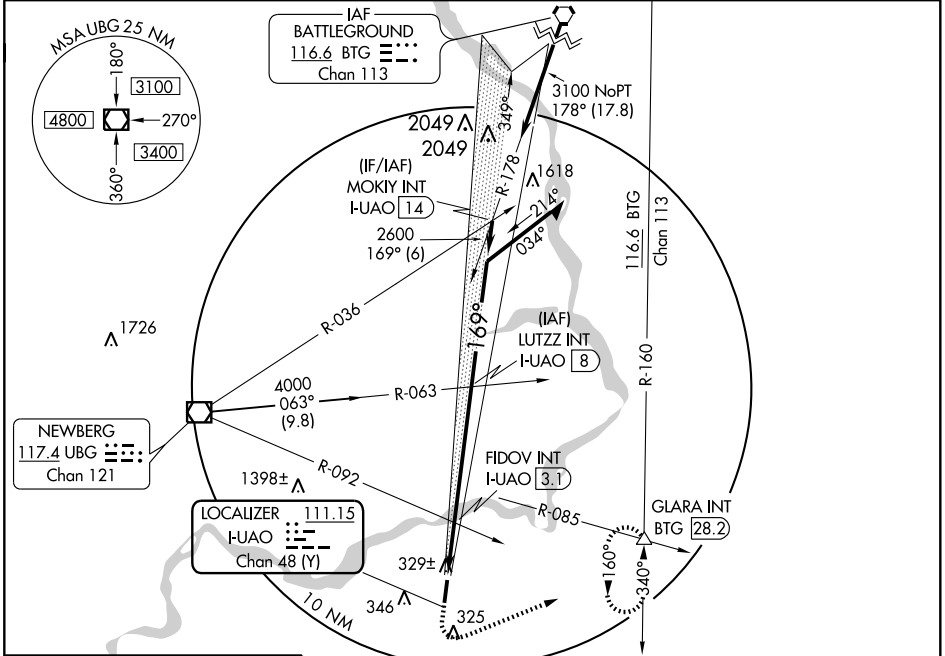 MSA UBG 25 NM
180°
3100
4800
270°
3400
360°
IAF
BATTLEGROUND
116.6 BTG
Chan 113
3100 NoPT
178° (17.8)
349°
2049
2049
R-178
1618
(IF/IAF)
MOKIY INT
I-UAO 14
214°
034°
2600
169° (6)
116.6 BTG
Chan 113
R-036
169°
1726
(IAF)
LUTZZ INT
I-UAO 8
R-160
4000
063°
(9.8)
R-063
NEWBERG
117.4 UBG
Chan 121
R-092
1398±
FIDOV INT
I-UAO 3.1
R-085
GLARA INT
BTG 28.2
LOCALIZER 111.15
I-UAO
Chan 48 (Y)
329±
160°
340°
346
325
10 NM